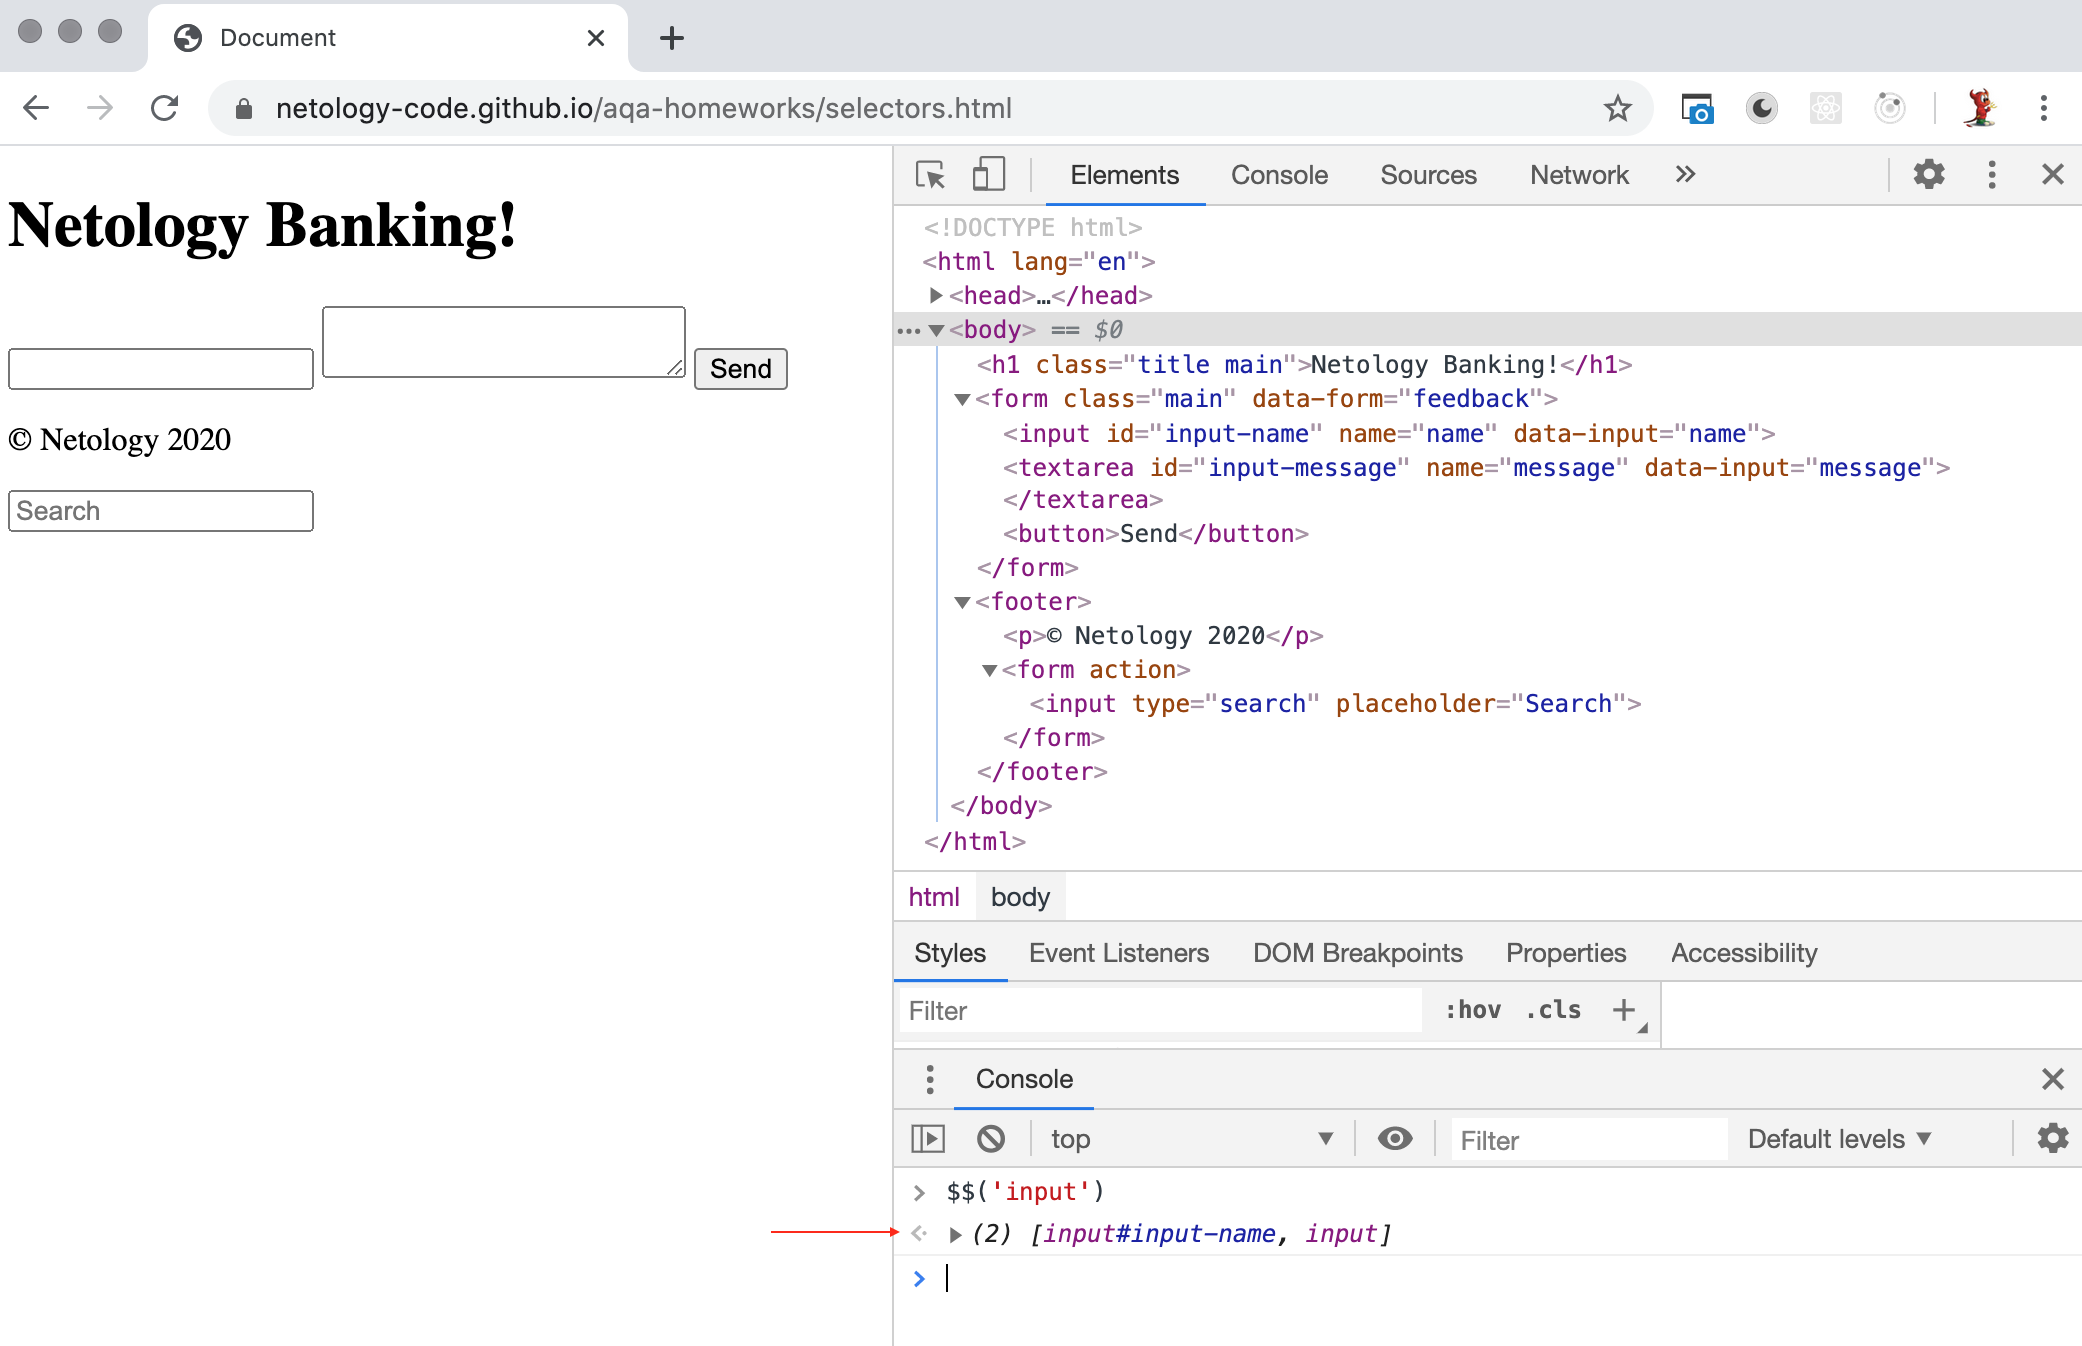 Document
netology-code.github.io/aqa-homeworks/selectors.html
Netology Banking!
Send
© Netology 2020
Search
Elements Console Sources Network »
<!DOCTYPE html>
<html lang="en">
<head>…</head>
<body> == $0
<h1 class="title main">Netology Banking!</h1>
<form class="main" data-form="feedback">
<input id="input-name" name="name" data-input="name">
<textarea id="input-message" name="message" data-input="message">
</textarea>
<button>Send</button>
</form>
<footer>
<p>© Netology 2020</p>
<form action>
<input type="search" placeholder="Search">
</form>
</footer>
</body>
</html>
html body
Styles Event Listeners DOM Breakpoints Properties Accessibility
Filter :hov .cls +
Console
top Filter Default levels
> $$('input')
(2) [input#input-name, input]
>